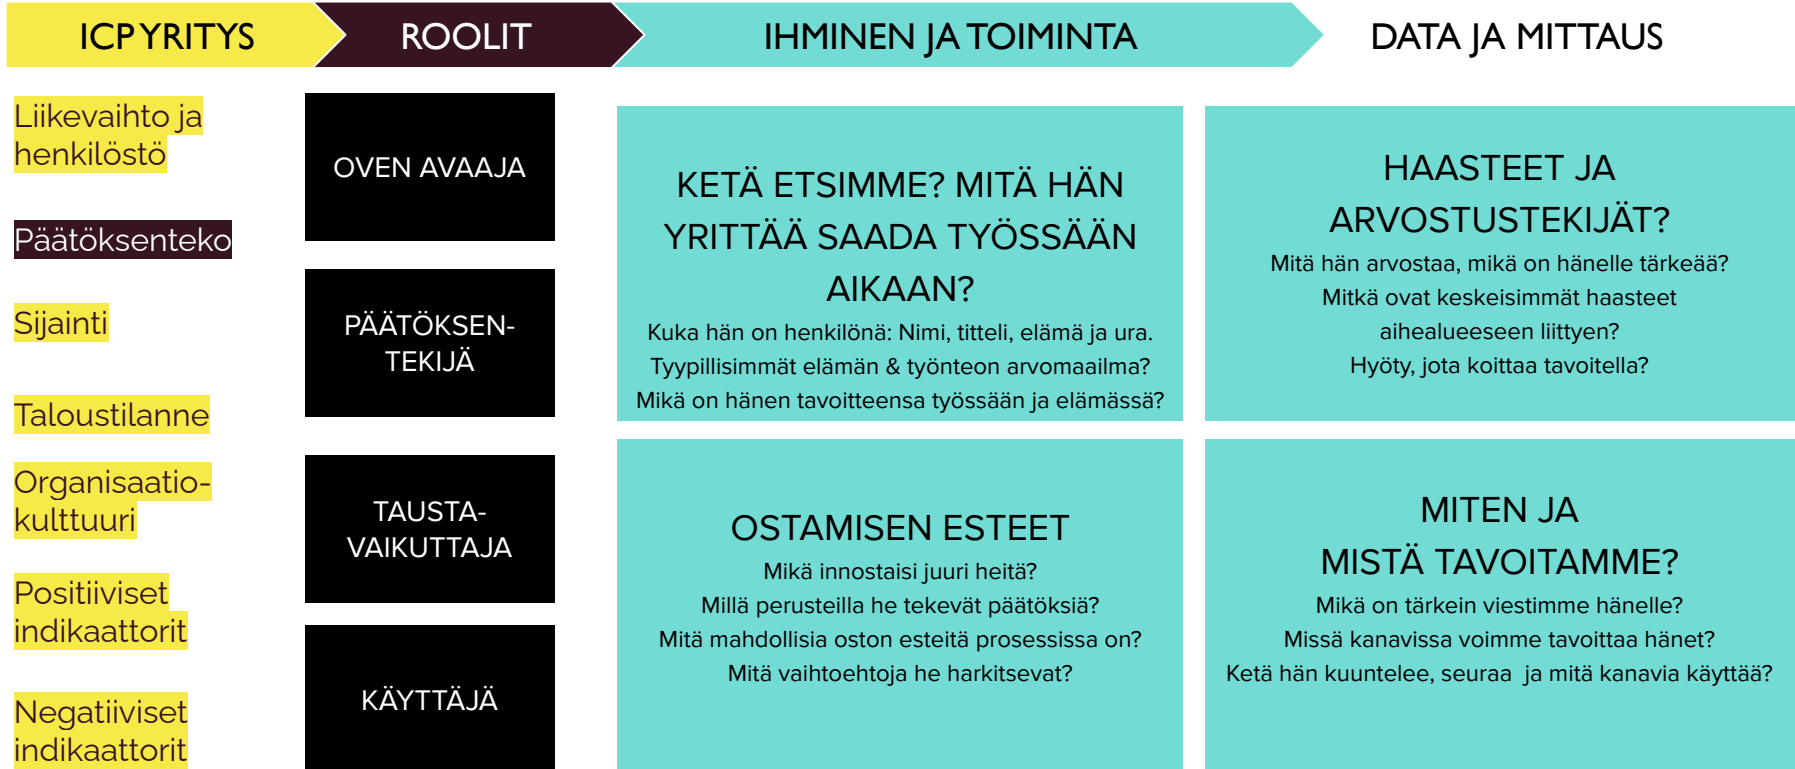 ICP YRITYS
ROOLIT
IHMINEN JA TOIMINTA
DATA JA MITTAUS
Liikevaihto ja
henkilöstö
Päätöksenteko
Sijainti
Taloustilanne
Organisaatio-
kulttuuri
Positiiviset
indikaattorit
Negatiiviset
indikaattorit
OVEN AVAAJA
PÄÄTÖKSEN-
TEKIJÄ
TAUSTA-
VAIKUTTAJA
KÄYTTÄJÄ
KETÄ ETSIMME? MITÄ HÄN
YRITTÄÄ SAADA TYÖSSÄÄN
AIKAAN?
Kuka hän on henkilönä: Nimi, titteli, elämä ja ura.
Tyypillisimmät elämän & työnteon arvomaailma?
Mikä on hänen tavoitteensa työssään ja elämässä?
HAASTEET JA
ARVOSTUSTEKIJÄT?
Mitä hän arvostaa, mikä on hänelle tärkeää?
Mitkä ovat keskeisimmät haasteet
aihealueeseen liittyen?
Hyöty, jota koittaa tavoitella?
OSTAMISEN ESTEET
Mikä innostaisi juuri heitä?
Millä perusteilla he tekevät päätöksiä?
Mitä mahdollisia oston esteitä prosessissa on?
Mitä vaihtoehtoja he harkitsevat?
MITEN JA
MISTÄ TAVOITAMME?
Mikä on tärkein viestimme hänelle?
Missä kanavissa voimme tavoittaa hänet?
Ketä hän kuuntelee, seuraa  ja mitä kanavia käyttää?